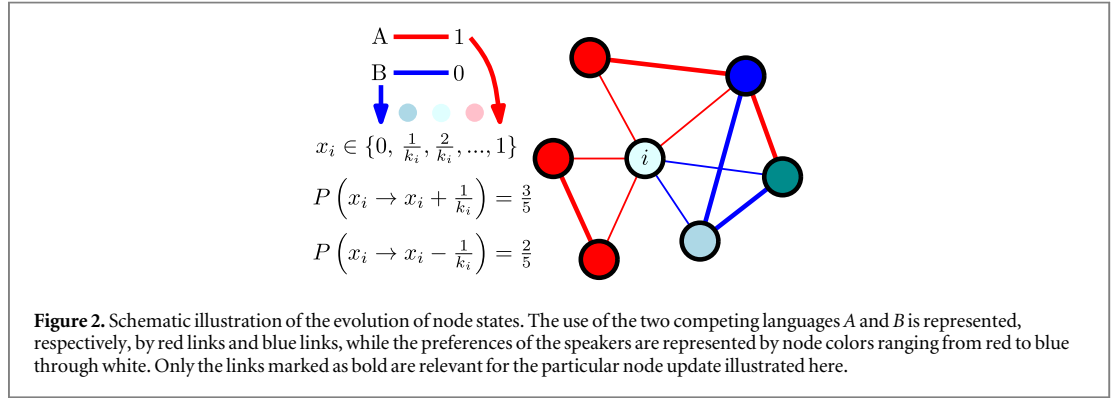 A 1
B 0
x_i ∈ {0, 1/k_i, 2/k_i, ..., 1}
P(x_i → x_i + 1/k_i) = 3/5
P(x_i → x_i − 1/k_i) = 2/5
i
Figure 2. Schematic illustration of the evolution of node states. The use of the two competing languages A and B is represented,
respectively, by red links and blue links, while the preferences of the speakers are represented by node colors ranging from red to blue
through white. Only the links marked as bold are relevant for the particular node update illustrated here.